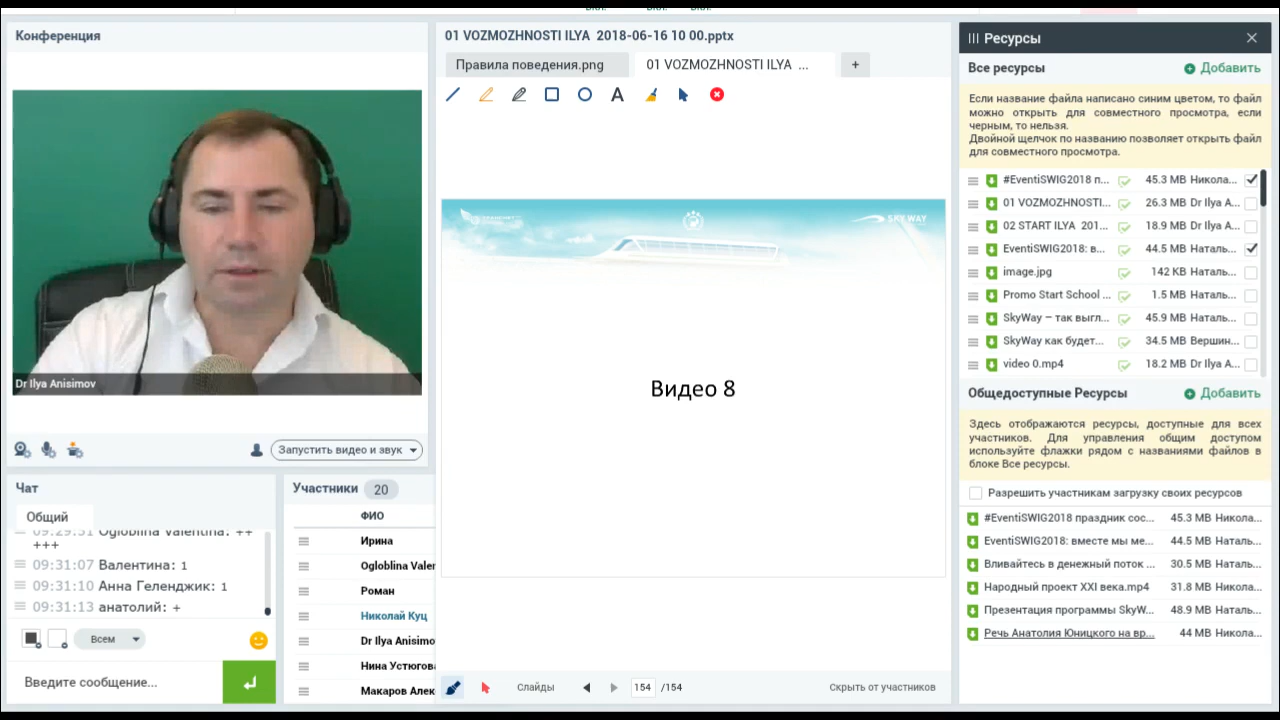 Конференция
Dr Ilya Anisimov
Запустить видео и звук
Чат
Общий
09:29:51 Ogloblina Valentina: ++
+++
09:31:07 Валентина: 1
09:31:10 Анна Геленджик: 1
09:31:13 анатолий: +
Всем
Введите сообщение...
Участники 20
ФИО
Ирина
Ogloblina Valer
Роман
Николай Куц
Dr Ilya Anisimo
Нина Устюгов
Макаров Алек
01 VOZMOZHNOSTI ILYA 2018-06-16 10 00.pptx
Правила поведения.png
01 VOZMOZHNOSTI ILYA ...
+
A
SKY WAY
Видео 8
Слайды
154 /154
Скрыть от участников
Ресурсы
Все ресурсы
Добавить
Если название файла написано синим цветом, то файл
можно открыть для совместного просмотра, если
черным, то нельзя.
Двойной щелчок по названию позволяет открыть файл
для совместного просмотра.
#EventiSWIG2018 п... 45.3 MB Никола...
01 VOZMOZHNOSTI... 26.3 MB Dr Ilya A...
02 START ILYA 201... 18.9 MB Dr Ilya A...
EventiSWIG2018: в... 44.5 MB Наталь...
image.jpg 142 KB Наталь...
Promo Start School ... 1.5 MB Наталь...
SkyWay – так выгл... 45.9 MB Наталь...
SkyWay как будет... 34.5 MB Вершин...
video 0.mp4 18.2 MB Dr Ilya A...
Общедоступные Ресурсы
Добавить
Здесь отображаются ресурсы, доступные для всех
участников. Для управления общим доступом
используйте флажки рядом с названиями файлов в
блоке Все ресурсы.
Разрешить участникам загрузку своих ресурсов
#EventiSWIG2018 праздник сос... 45.3 MB Никола...
EventiSWIG2018: вместе мы ме... 44.5 MB Наталь...
Вливайтесь в денежный поток ... 30.5 MB Наталь...
Народный проект XXI века.mp4 31.8 MB Никола...
Презентация программы SkyW... 48.9 MB Наталь...
Речь Анатолия Юницкого на вр... 44 MB Никола...